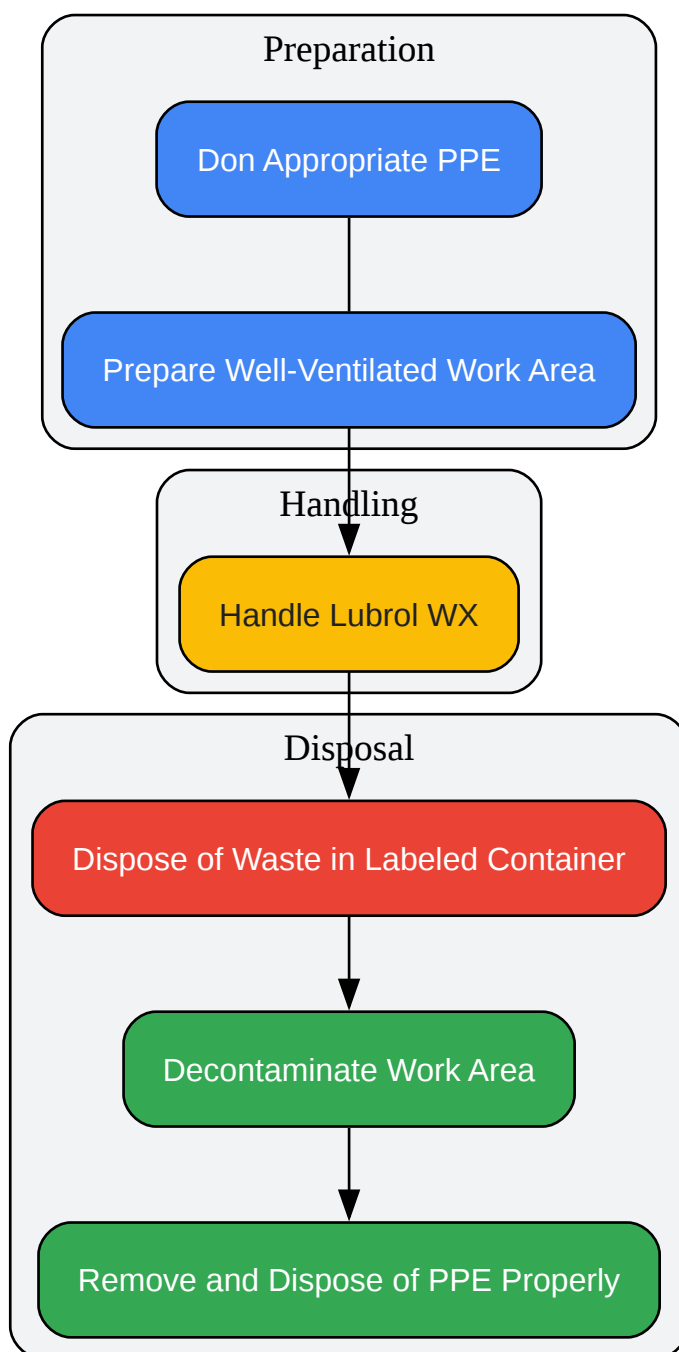 Preparation
Don Appropriate PPE
Prepare Well-Ventilated Work Area
Handling
Handle Lubrol WX
Disposal
Dispose of Waste in Labeled Container
Decontaminate Work Area
Remove and Dispose of PPE Properly